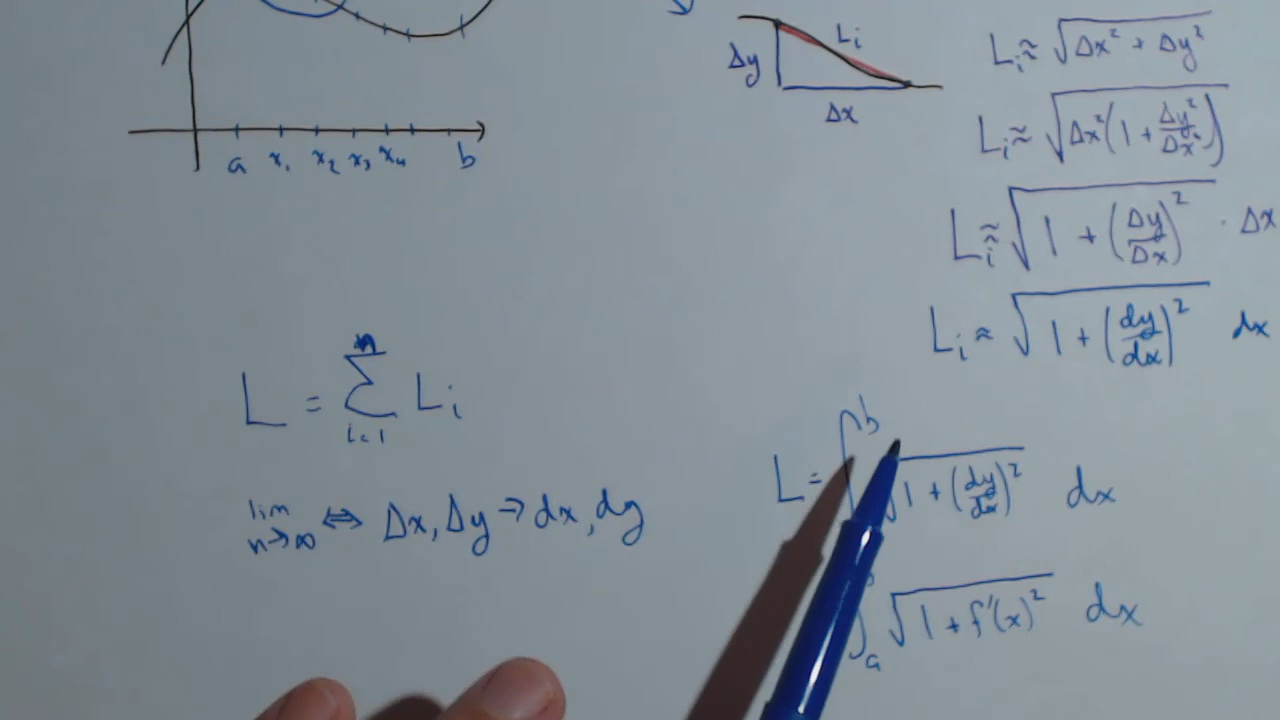 a x₁ x₂ x₃ x₄ b
Δy Lᵢ
Δx
Lᵢ ≈ √(Δx² + Δy²)
Lᵢ ≈ √(Δx²(1 + Δy²/Δx²))
Lᵢ ≈ √(1 + (Δy/Δx)²) · Δx
Lᵢ ≈ √(1 + (dy/dx)²) dx
L = Σᵢ₌₁ⁿ Lᵢ
lim n→∞ ⇔ Δx, Δy → dx, dy
L = ∫ᵇ √(1 + (dy/dx)²) dx
∫ₐ √(1 + f'(x)²) dx